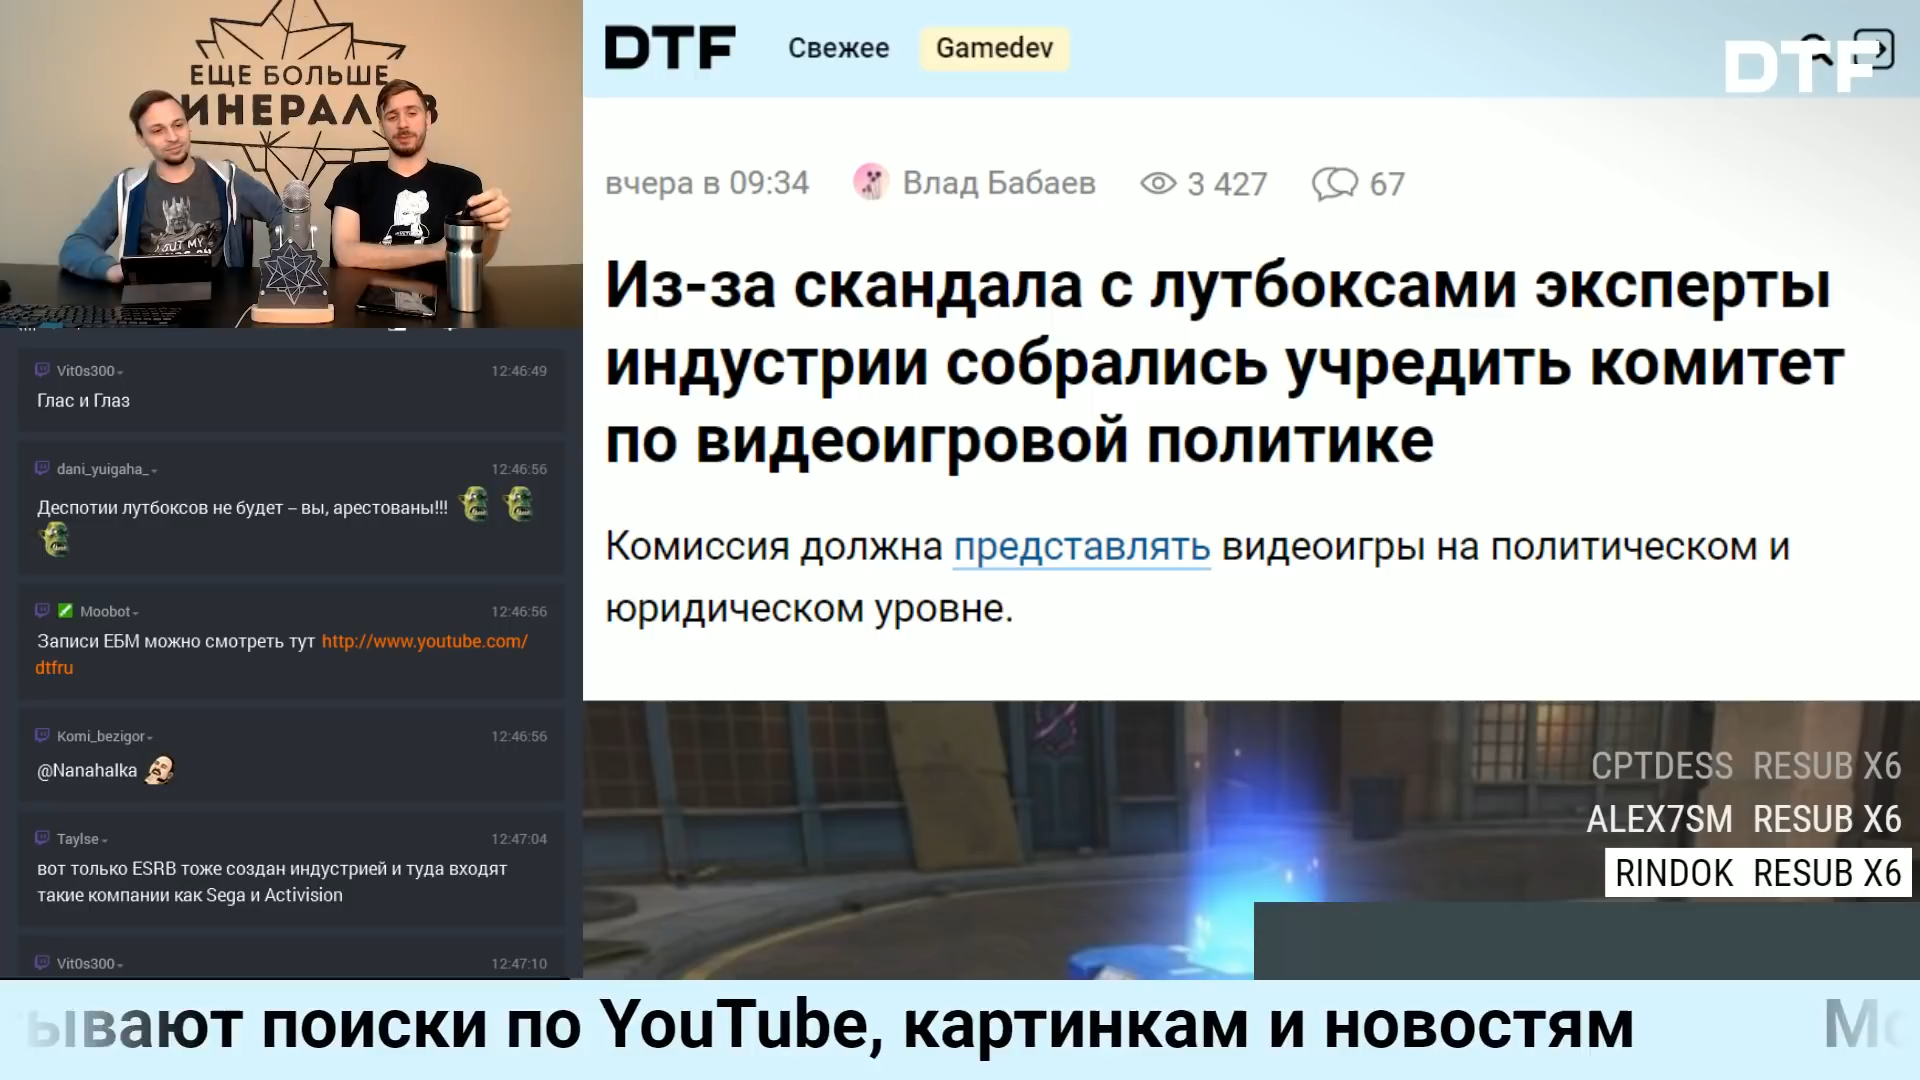 ЕЩЕ БОЛЬШЕ
DTF
Свежее
Gamedev
DTF
вчера в 09:34
Влад Бабаев
3 427
67
Из-за скандала с лутбоксами эксперты
индустрии собрались учредить комитет
по видеоигровой политике
Комиссия должна представлять видеоигры на политическом и
юридическом уровне.
Vit0s300
12:46:49
Глас и Глаз
dani_yuigaha_
12:46:56
Деспотии лутбоксов не будет – вы, арестованы!!!
Moobot
12:46:56
Записи ЕБМ можно смотреть тут http://www.youtube.com/
dtfru
Komi_bezigor
12:46:56
@Nanahalka
Taylse
12:47:04
вот только ESRB тоже создан индустрией и туда входят
такие компании как Sega и Activision
Vit0s300
12:47:10
CPTDESS RESUB X6
ALEX7SM RESUB X6
RINDOK RESUB X6
ывают поиски по YouTube, картинкам и новостям